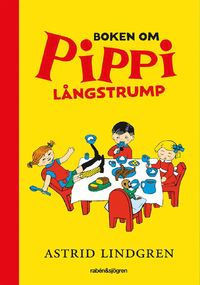 BOKEN OM
PiPPi
LÅNGSTRUMP
ASTRID LINDGREN
rabén&sjögren